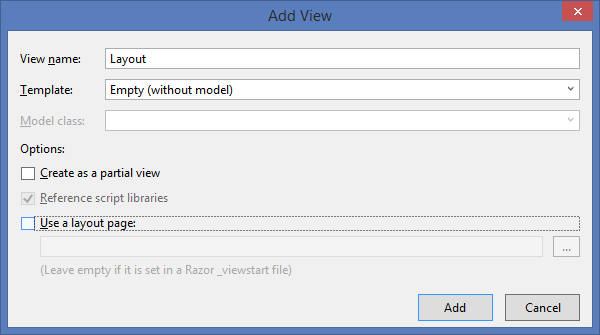 Add View
View name: Layout
Template: Empty (without model)
Model class:
Options:
Create as a partial view
Reference script libraries
Use a layout page:
...
(Leave empty if it is set in a Razor _viewstart file)
Add Cancel